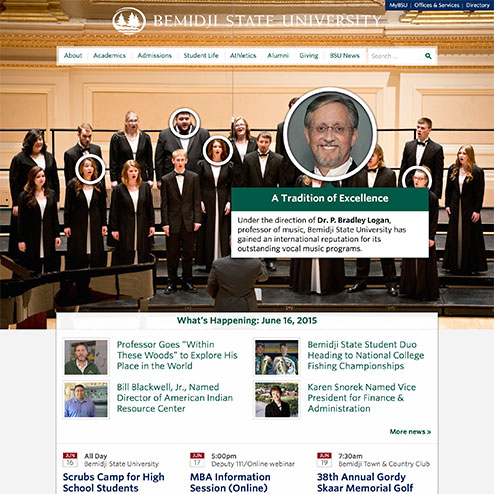 MyBSU | Offices & Services | Directory
BEMIDJI STATE UNIVERSITY
About Academics Admissions Student Life Athletics Alumni Giving BSU News Search ...
A Tradition of Excellence
Under the direction of Dr. P. Bradley Logan,
professor of music, Bemidji State University has
gained an international reputation for its
outstanding vocal music programs.
What's Happening: June 16, 2015
Professor Goes "Within
These Woods" to Explore His
Place in the World
Bemidji State Student Duo
Heading to National College
Fishing Championships
Bill Blackwell, Jr., Named
Director of American Indian
Resource Center
Karen Snorek Named Vice
President for Finance &
Administration
More news »
JUN 16 All Day
Bemidji State University
Scrubs Camp for High
School Students
JUN 17 5:00pm
Deputy 111/Online webinar
MBA Information
Session (Online)
JUN 19 7:30am
Bemidji Town & Country Club
38th Annual Gordy
Skaar Memorial Golf